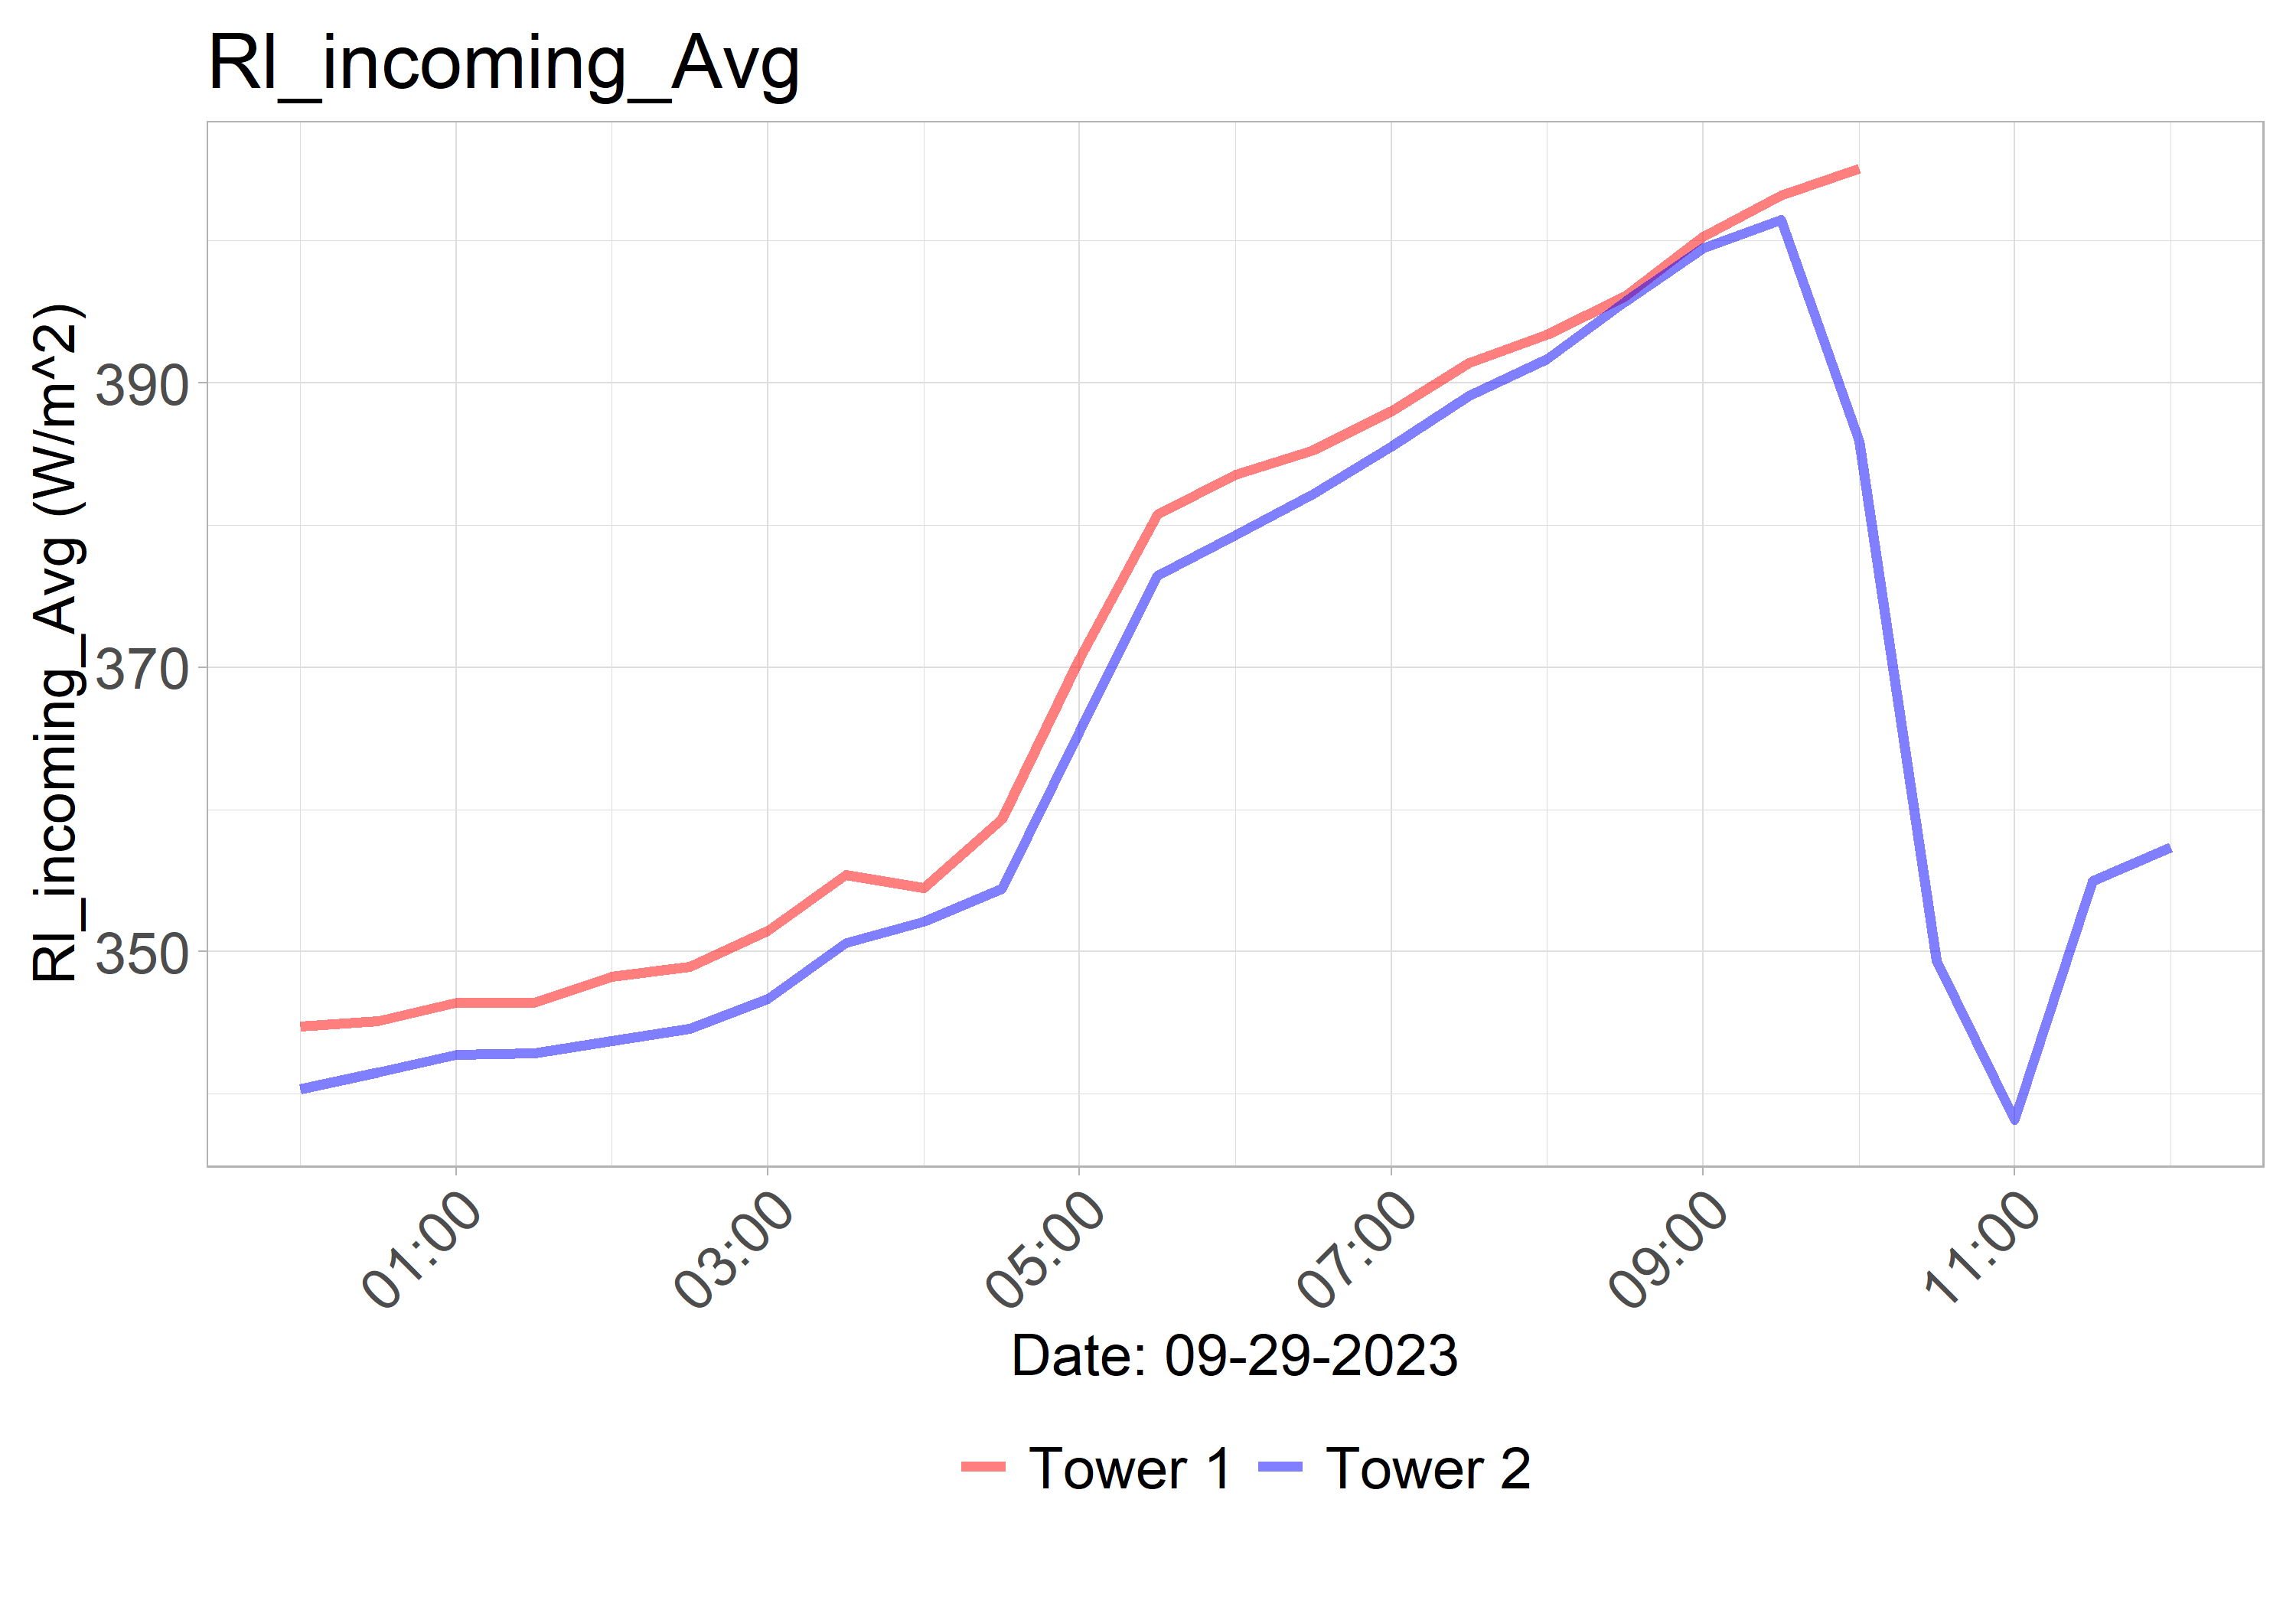 Rl_incoming_Avg
Rl_incoming_Avg (W/m^2)
390
370
350
01:00
03:00
05:00
07:00
09:00
11:00
Date: 09-29-2023
Tower 1
Tower 2